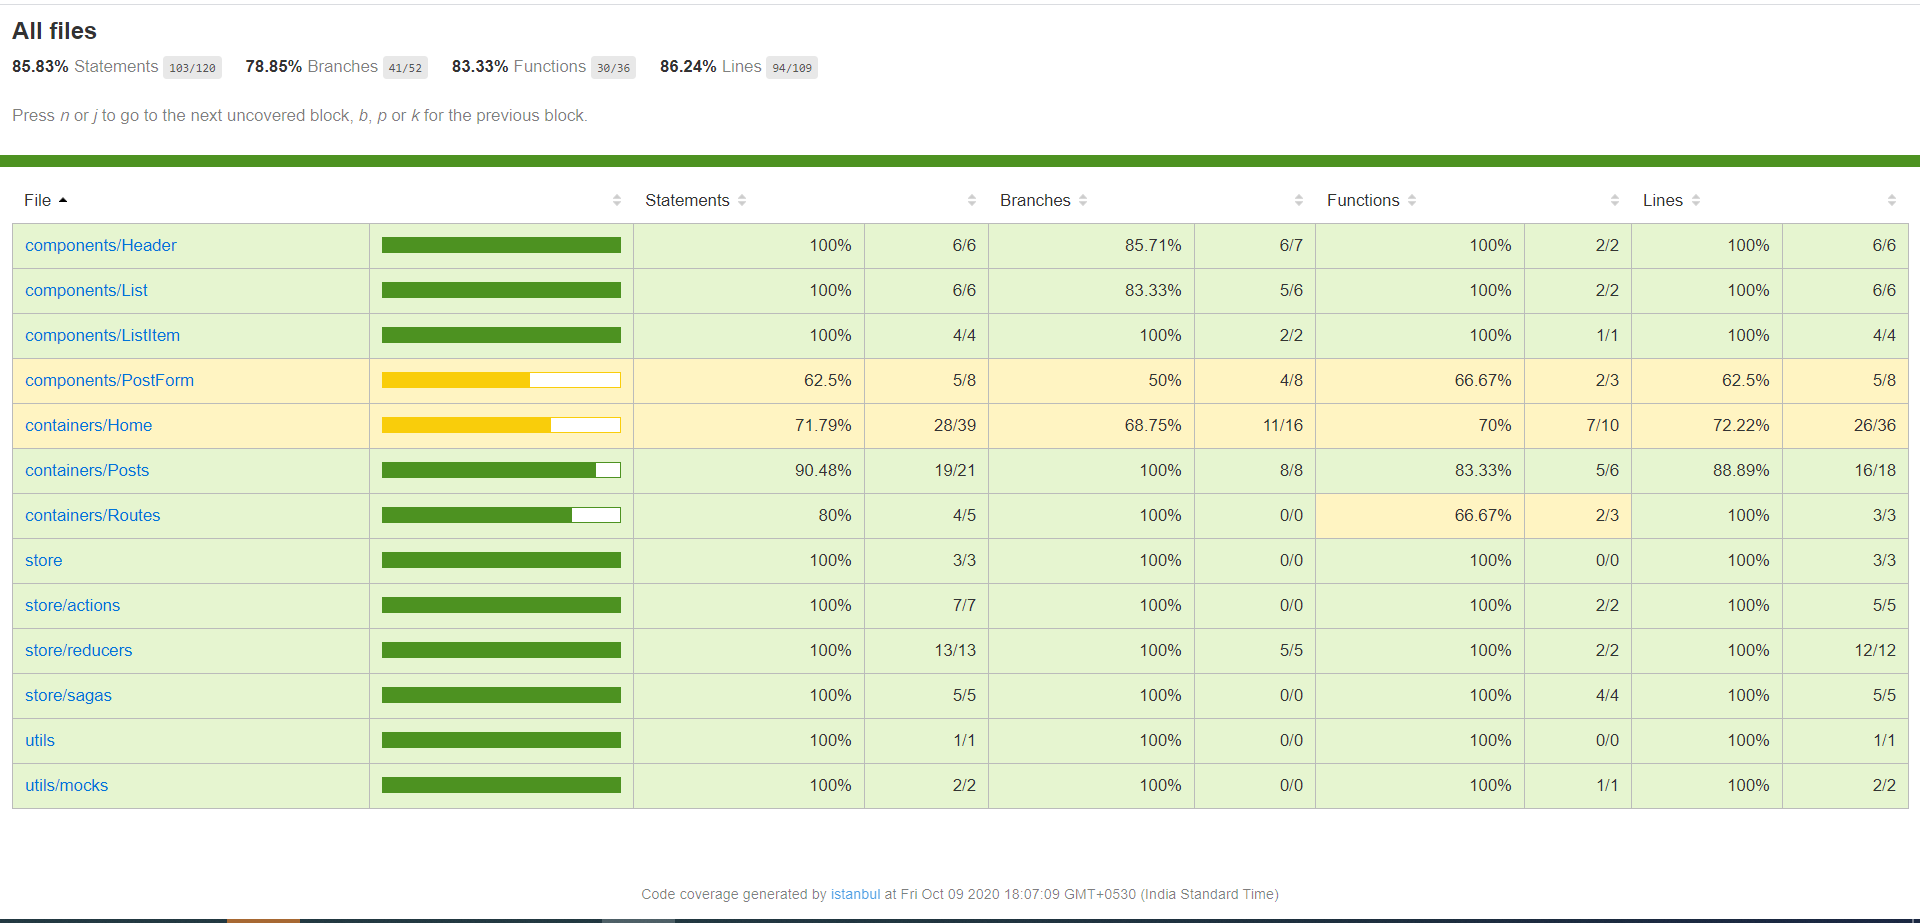 All files
85.83% Statements 103/120 78.85% Branches 41/52 83.33% Functions 30/36 86.24% Lines 94/109
Press n or j to go to the next uncovered block, b, p or k for the previous block.
File Statements Branches Functions Lines
components/Header 100% 6/6 85.71% 6/7 100% 2/2 100% 6/6
components/List 100% 6/6 83.33% 5/6 100% 2/2 100% 6/6
components/ListItem 100% 4/4 100% 2/2 100% 1/1 100% 4/4
components/PostForm 62.5% 5/8 50% 4/8 66.67% 2/3 62.5% 5/8
containers/Home 71.79% 28/39 68.75% 11/16 70% 7/10 72.22% 26/36
containers/Posts 90.48% 19/21 100% 8/8 83.33% 5/6 88.89% 16/18
containers/Routes 80% 4/5 100% 0/0 66.67% 2/3 100% 3/3
store 100% 3/3 100% 0/0 100% 0/0 100% 3/3
store/actions 100% 7/7 100% 0/0 100% 2/2 100% 5/5
store/reducers 100% 13/13 100% 5/5 100% 2/2 100% 12/12
store/sagas 100% 5/5 100% 0/0 100% 4/4 100% 5/5
utils 100% 1/1 100% 0/0 100% 0/0 100% 1/1
utils/mocks 100% 2/2 100% 0/0 100% 1/1 100% 2/2
Code coverage generated by istanbul at Fri Oct 09 2020 18:07:09 GMT+0530 (India Standard Time)